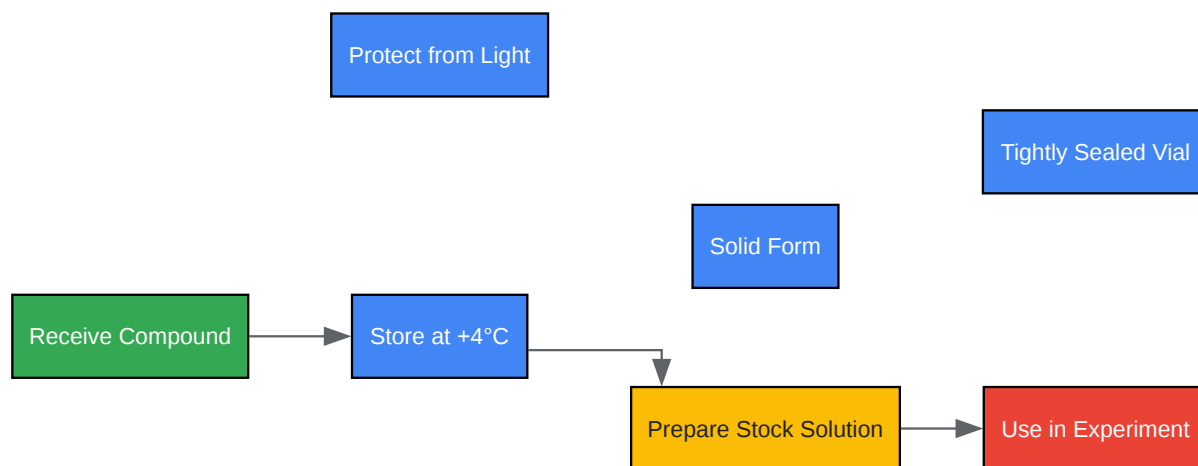 Protect from Light
Tightly Sealed Vial
Solid Form
Receive Compound
Store at +4°C
Prepare Stock Solution
Use in Experiment